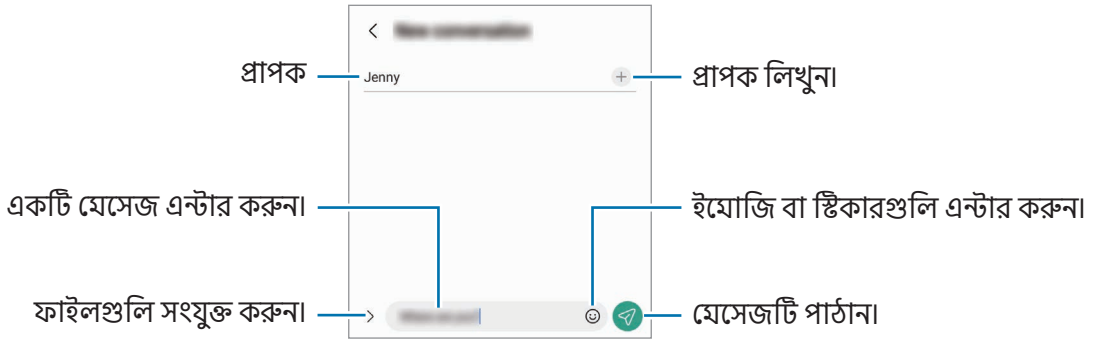 প্রাপক
Jenny
প্রাপক লিখুন।
একটি মেসেজ এন্টার করুন।
ইমোজি বা স্টিকারগুলি এন্টার করুন।
ফাইলগুলি সংযুক্ত করুন।
মেসেজটি পাঠান।